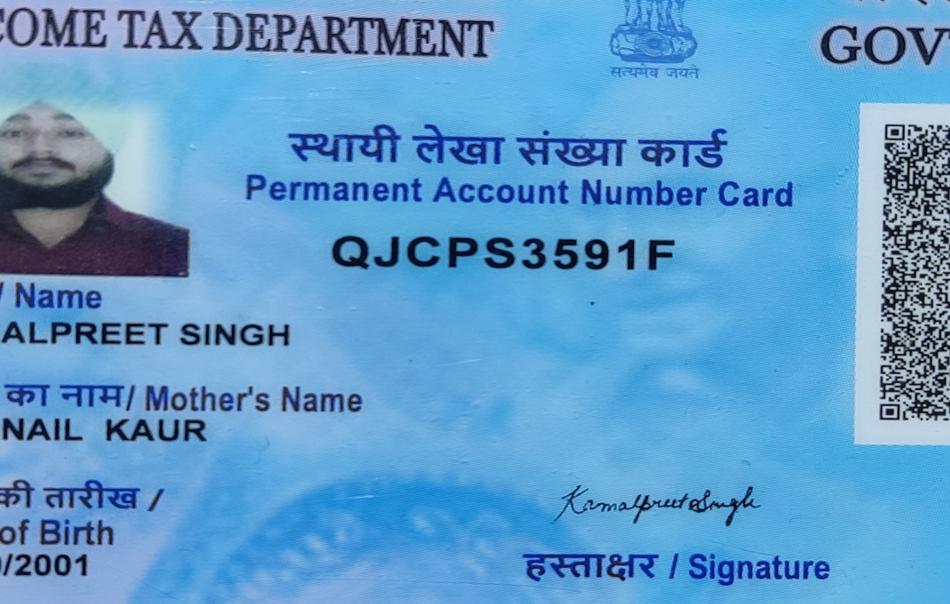 COME TAX DEPARTMENT
सत्यमेव जयते
GOV
स्थायी लेखा संख्या कार्ड
Permanent Account Number Card
QJCPS3591F
/ Name
ALPREET SINGH
का नाम/ Mother's Name
NAIL KAUR
की तारीख /
of Birth
/2001
Kamalpreet Singh
हस्ताक्षर / Signature